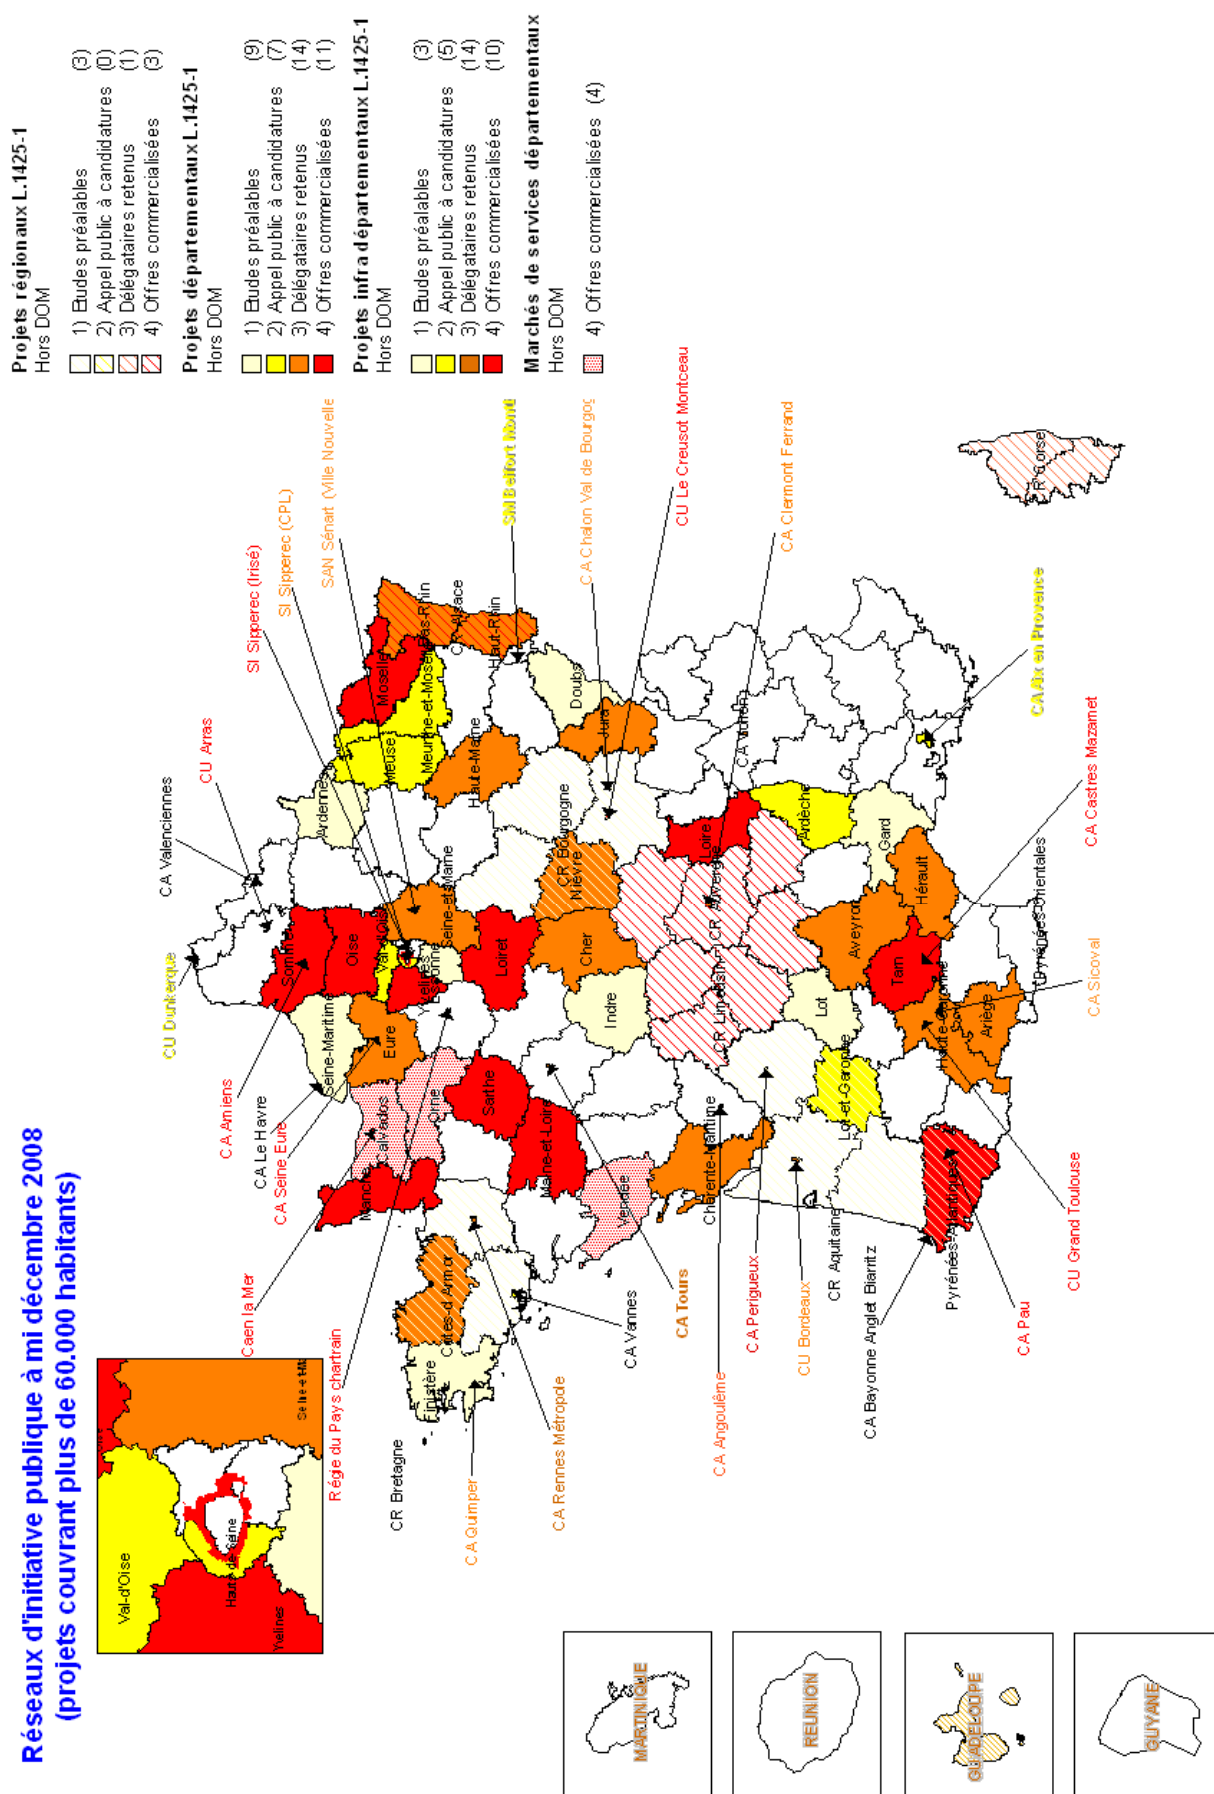 Réseaux d'initiative publique à mi décembre 2008
(projets couvrant plus de 60.000 habitants)
Projets régionaux L.1425-1
Hors DOM
1) Etudes préalables (3)
2) Appel public à candidatures (0)
3) Délégataires retenus (1)
4) Offres commercialisées (3)
Projets départementaux L.1425-1
Hors DOM
1) Etudes préalables (9)
2) Appel public à candidatures (7)
3) Délégataires retenus (14)
4) Offres commercialisées (11)
Projets infra départementaux L.1425-1
Hors DOM
1) Etudes préalables (3)
2) Appel public à candidatures (5)
3) Délégataires retenus (14)
4) Offres commercialisées (10)
Marchés de services départementaux
Hors DOM
4) Offres commercialisées (4)
Val-d'Oise
Yvelines
Hauts-de-Seine
CU Dunkerque
CA Valenciennes
CU Arras
SI Sipperec (Irisé)
SI Sipperec (CPL)
SAN Sénart (Ville Nouvelle
SM Belfort Montb
CA Chalon Val de Bourgog
CU Le Creusot Montceau
CA Clermont Ferrand
CA Amiens
CA Le Havre
CA Seine Eure
Caen la Mer
Régie du Pays chartrain
CR Bretagne
CA Quimper
CA Rennes Métropole
CA Vannes
CA Tours
CA Angoulême
CA Perigueux
CU Bordeaux
CR Aquitaine
CA Bayonne Anglet Biarritz
Pyrénées-Atlantiques
CA Pau
CU Grand Toulouse
CA Sicoval
CA Castres Mazamet
CA Aix en Provence
Pyrénées-Orientales
Somme
Oise
Seine-Maritime
Eure
Calvados
Orne
Manche
Sarthe
Maine-et-Loire
Vendée
Charente-Maritime
Finistère
Côtes-d'Armor
Ardennes
Meuse
Meurthe-et-Moselle
Moselle
Bas-Rhin
CR Alsace
Haut-Rhin
Haute-Marne
Doubs
Jura
CR Bourgogne
Nièvre
Seine-et-Marne
Essonne
Yvelines
Loiret
Cher
Indre
CR Limousin
CR Auvergne
Loire
Ardèche
Gard
Hérault
Aveyron
Tarn
Lot
Lot-et-Garonne
Haute-Garonne
Ariège
MARTINIQUE
REUNION
GUADELOUPE
GUYANE